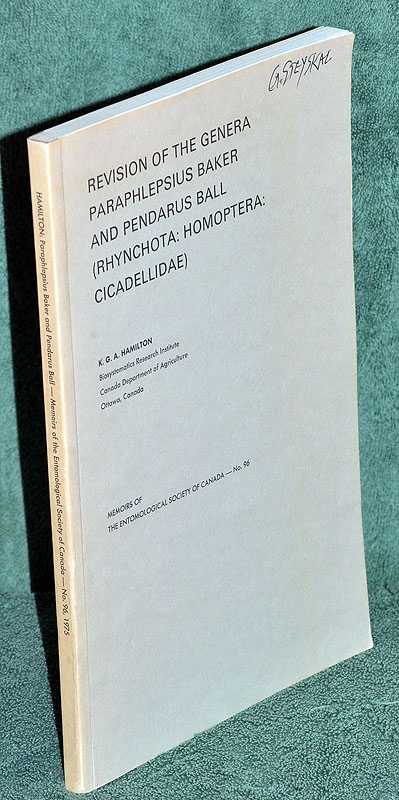 G. STEYSKAL
REVISION OF THE GENERA
PARAPHLEPSIUS BAKER
AND PENDARUS BALL
(RHYNCHOTA: HOMOPTERA:
CICADELLIDAE)
K. G. A. HAMILTON
Biosystematics Research Institute
Canada Department of Agriculture
Ottawa, Canada
MEMOIRS OF
THE ENTOMOLOGICAL SOCIETY OF CANADA — No. 96
HAMILTON: Paraphlepsius Baker and Pendarus Ball — Memoirs of the Entomological Society of Canada — No. 96, 1975